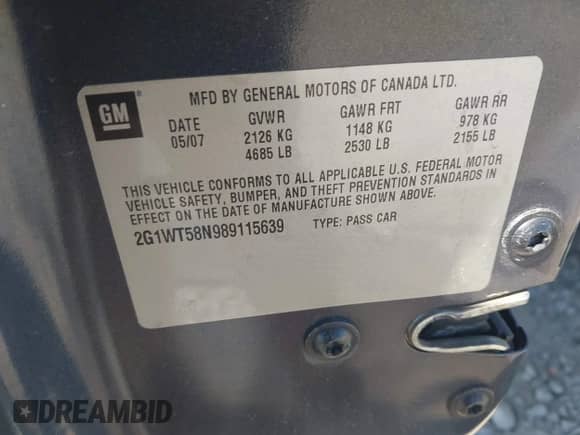 GM
MFD BY GENERAL MOTORS OF CANADA LTD.
DATE GVWR GAWR FRT GAWR RR
05/07 2126 KG 1148 KG 978 KG
4685 LB 2530 LB 2155 LB
THIS VEHICLE CONFORMS TO ALL APPLICABLE U.S. FEDERAL MOTOR
VEHICLE SAFETY, BUMPER, AND THEFT PREVENTION STANDARDS IN
EFFECT ON THE DATE OF MANUFACTURE SHOWN ABOVE.
2G1WT58N989115639 TYPE: PASS CAR
DREAMBID